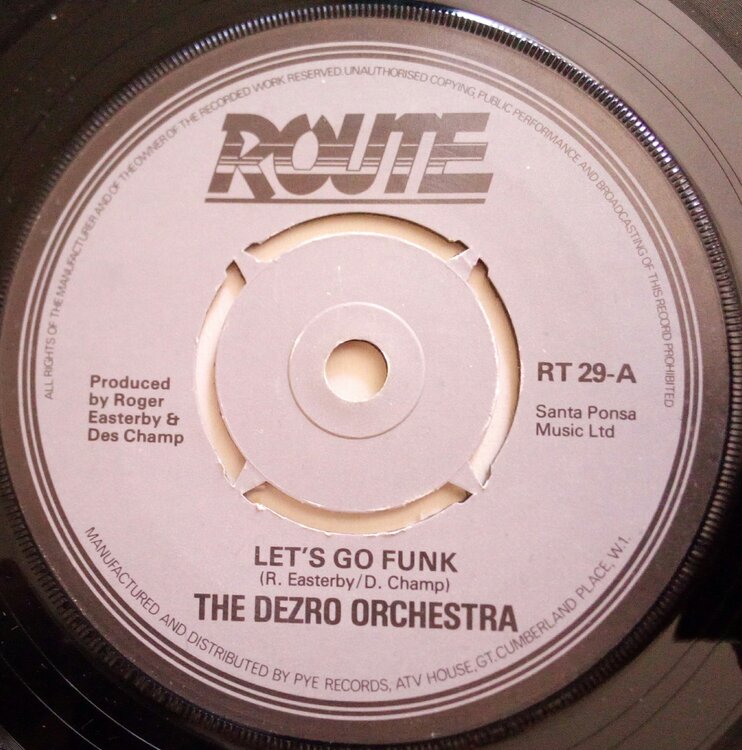 ALL RIGHTS OF THE MANUFACTURER AND OF THE OWNER OF THE RECORDED WORK RESERVED. UNAUTHORISED COPYING, PUBLIC PERFORMANCE AND BROADCASTING OF THIS RECORD PROHIBITED
ROUTE
Produced
by Roger
Easterby &
Des Champ
RT 29-A
Santa Ponsa
Music Ltd
LET'S GO FUNK
(R. Easterby/D. Champ)
THE DEZRO ORCHESTRA
MANUFACTURED AND DISTRIBUTED BY PYE RECORDS, ATV HOUSE, GT. CUMBERLAND PLACE, W.1.